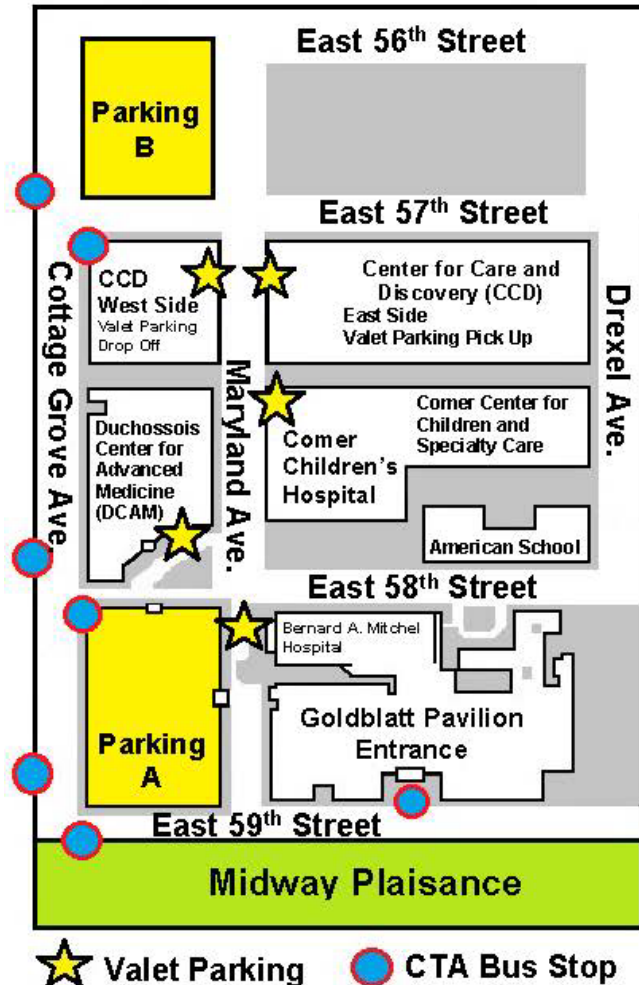 East 56th Street
Parking
B
East 57th Street
CCD
West Side
Valet Parking
Drop Off
Center for Care and
Discovery (CCD)
East Side
Valet Parking Pick Up
Cottage Grove Ave.
Maryland Ave.
Drexel Ave.
Duchossois
Center for
Advanced
Medicine
(DCAM)
Comer
Children's
Hospital
Comer Center for
Children and
Specialty Care
American School
East 58th Street
Bernard A. Mitchel
Hospital
Parking
A
Goldblatt Pavilion
Entrance
East 59th Street
Midway Plaisance
Valet Parking
CTA Bus Stop